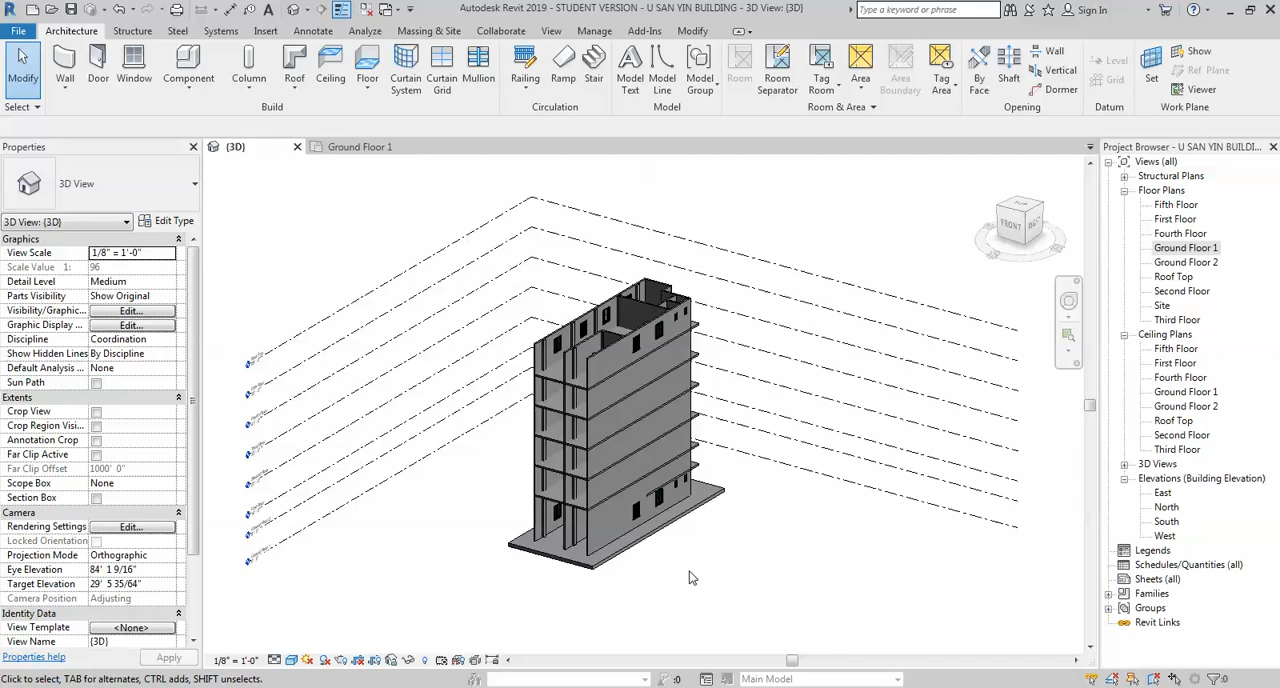 Autodesk Revit 2019 - STUDENT VERSION - U SAN YIN BUILDING - 3D View: {3D}
Type a keyword or phrase
Sign In
File
Architecture
Structure
Steel
Systems
Insert
Annotate
Analyze
Massing & Site
Collaborate
View
Manage
Add-Ins
Modify
Modify
Wall
Door
Window
Component
Column
Roof
Ceiling
Floor
Curtain System
Curtain Grid
Mullion
Railing
Ramp
Stair
Model Text
Model Line
Model Group
Room
Room Separator
Tag Room
Area
Area Boundary
Tag Area
By Face
Shaft
Wall
Vertical
Dormer
Level
Grid
Set
Show
Ref Plane
Viewer
Select
Build
Circulation
Model
Room & Area
Opening
Datum
Work Plane
Properties
{3D}
Ground Floor 1
Project Browser - U SAN YIN BUILDI...
3D View
3D View: {3D}
Edit Type
Graphics
View Scale 1/8" = 1'-0"
Scale Value 1: 96
Detail Level Medium
Parts Visibility Show Original
Visibility/Graphic... Edit...
Graphic Display ... Edit...
Discipline Coordination
Show Hidden Lines By Discipline
Default Analysis ... None
Sun Path
Extents
Crop View
Crop Region Visi...
Annotation Crop
Far Clip Active
Far Clip Offset 1000' 0"
Scope Box None
Section Box
Camera
Rendering Settings Edit...
Locked Orientation
Projection Mode Orthographic
Eye Elevation 84' 1 9/16"
Target Elevation 29' 5 35/64"
Camera Position Adjusting
Identity Data
View Template <None>
View Name {3D}
Properties help
Apply
FRONT
Views (all)
Structural Plans
Floor Plans
Fifth Floor
First Floor
Fourth Floor
Ground Floor 1
Ground Floor 2
Roof Top
Second Floor
Site
Third Floor
Ceiling Plans
Fifth Floor
First Floor
Fourth Floor
Ground Floor 1
Ground Floor 2
Roof Top
Second Floor
Third Floor
3D Views
Elevations (Building Elevation)
East
North
South
West
Legends
Schedules/Quantities (all)
Sheets (all)
Families
Groups
Revit Links
1/8" = 1'-0"
Click to select, TAB for alternates, CTRL adds, SHIFT unselects.
:0
Main Model
:0